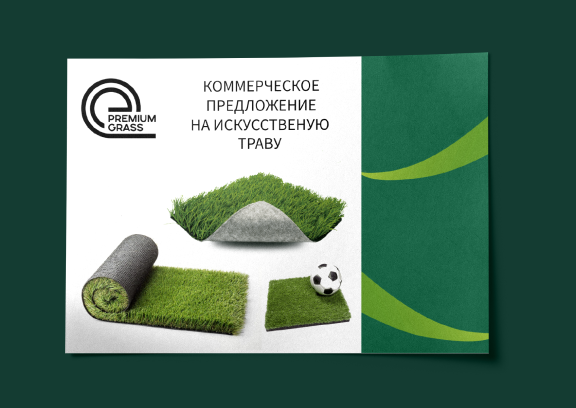 PREMIUM
GRASS
КОММЕРЧЕСКОЕ
ПРЕДЛОЖЕНИЕ
НА ИСКУССТВЕНУЮ
ТРАВУ